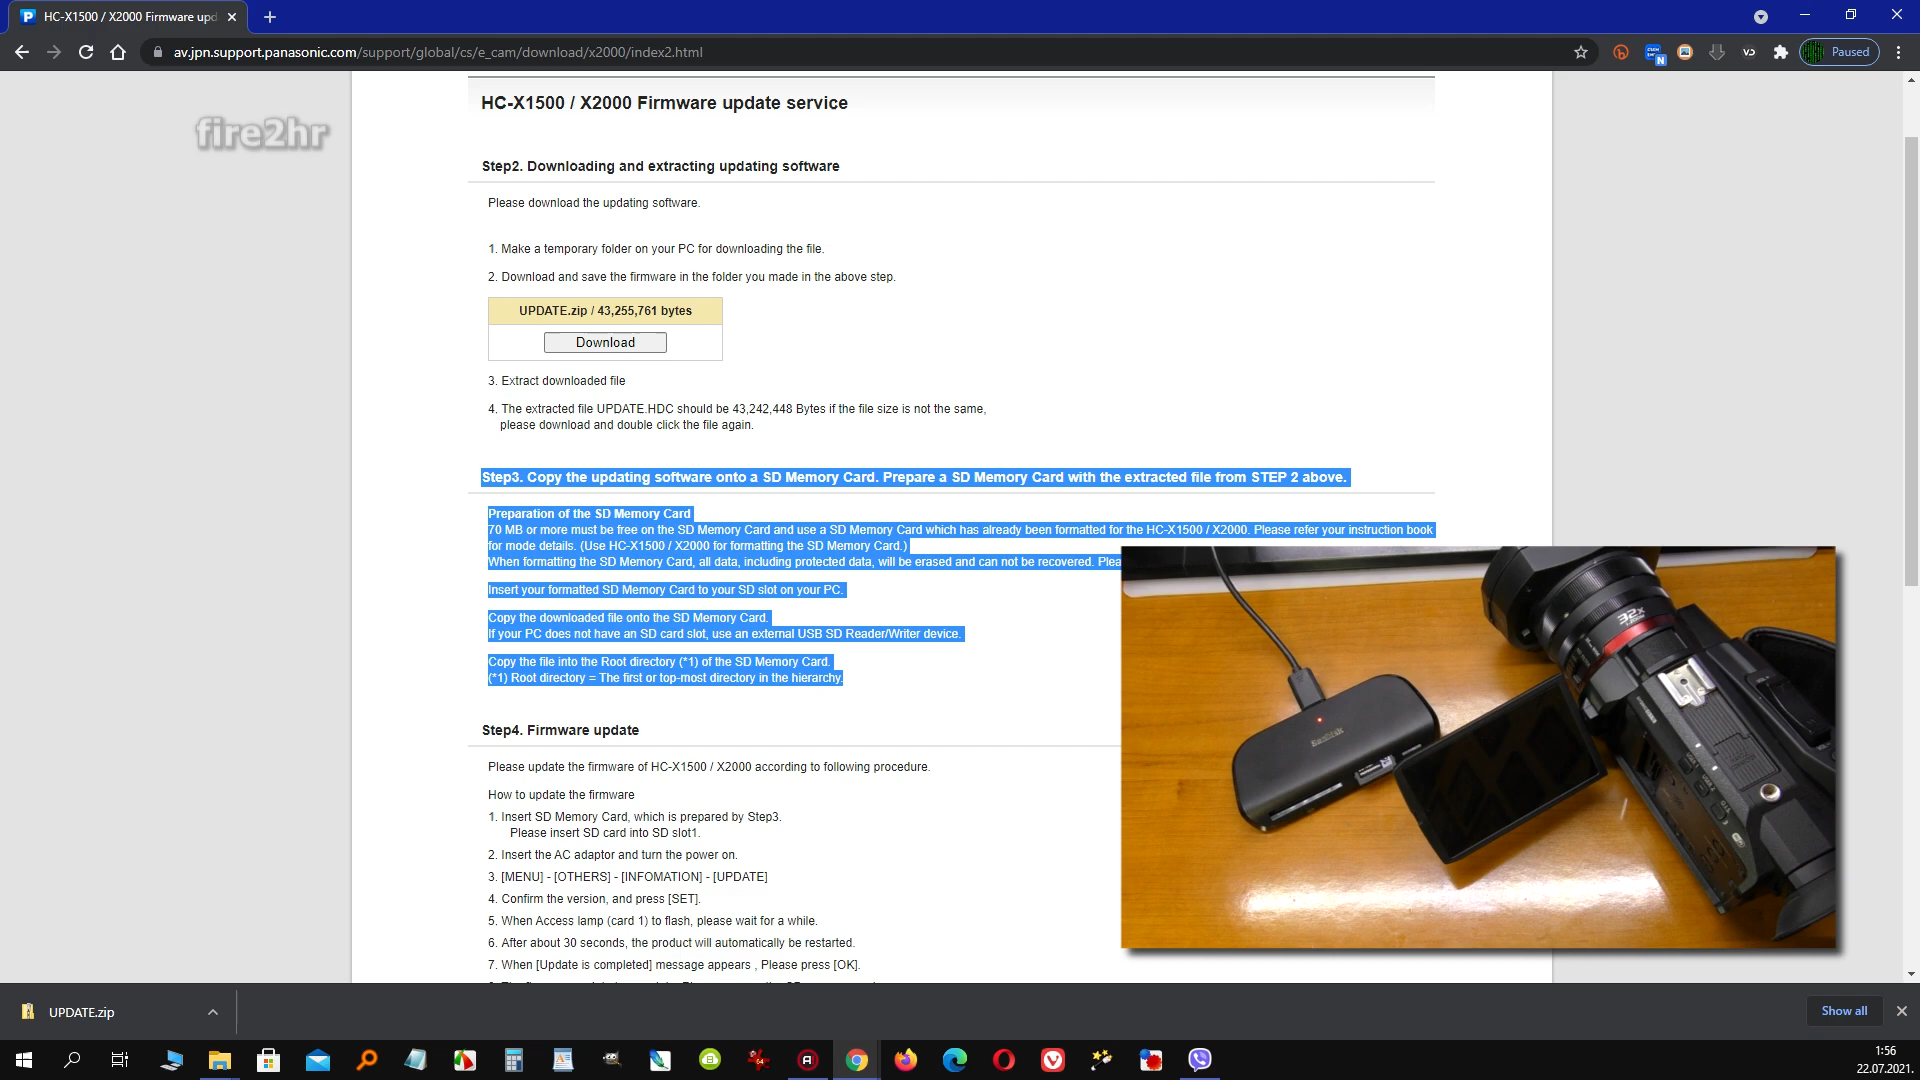 HC-X1500 / X2000 Firmware upd
av.jpn.support.panasonic.com/support/global/cs/e_cam/download/x2000/index2.html
Paused
fire2hr
HC-X1500 / X2000 Firmware update service
Step2. Downloading and extracting updating software
Please download the updating software.
1. Make a temporary folder on your PC for downloading the file.
2. Download and save the firmware in the folder you made in the above step.
UPDATE.zip / 43,255,761 bytes
Download
3. Extract downloaded file
4. The extracted file UPDATE.HDC should be 43,242,448 Bytes if the file size is not the same,
please download and double click the file again.
Step3. Copy the updating software onto a SD Memory Card. Prepare a SD Memory Card with the extracted file from STEP 2 above.
Preparation of the SD Memory Card
70 MB or more must be free on the SD Memory Card and use a SD Memory Card which has already been formatted for the HC-X1500 / X2000. Please refer your instruction book
for mode details. (Use HC-X1500 / X2000 for formatting the SD Memory Card.)
When formatting the SD Memory Card, all data, including protected data, will be erased and can not be recovered. Plea
Insert your formatted SD Memory Card to your SD slot on your PC.
Copy the downloaded file onto the SD Memory Card.
If your PC does not have an SD card slot, use an external USB SD Reader/Writer device.
Copy the file into the Root directory (*1) of the SD Memory Card.
(*1) Root directory = The first or top-most directory in the hierarchy.
32x
SanDisk
Step4. Firmware update
Please update the firmware of HC-X1500 / X2000 according to following procedure.
How to update the firmware
1. Insert SD Memory Card, which is prepared by Step3.
Please insert SD card into SD slot1.
2. Insert the AC adaptor and turn the power on.
3. [MENU] - [OTHERS] - [INFOMATION] - [UPDATE]
4. Confirm the version, and press [SET].
5. When Access lamp (card 1) to flash, please wait for a while.
6. After about 30 seconds, the product will automatically be restarted.
7. When [Update is completed] message appears , Please press [OK].
UPDATE.zip
Show all
1:56
22.07.2021.